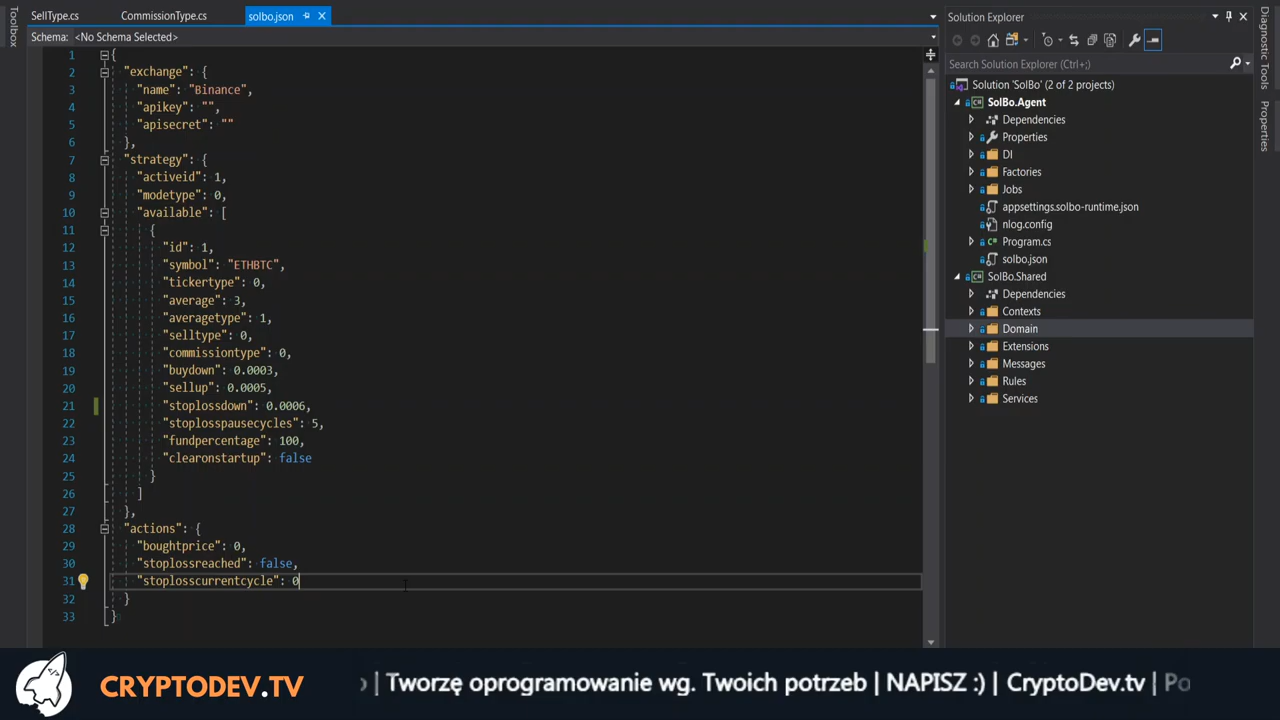 SellType.cs
CommissionType.cs
solbo.json
Schema: <No Schema Selected>
1 {
2 "exchange": {
3 "name": "Binance",
4 "apikey": "",
5 "apisecret": ""
6 },
7 "strategy": {
8 "activeid": 1,
9 "modetype": 0,
10 "available": [
11 {
12 "id": 1,
13 "symbol": "ETHBTC",
14 "tickertype": 0,
15 "average": 3,
16 "averagetype": 1,
17 "selltype": 0,
18 "commissiontype": 0,
19 "buydown": 0.0003,
20 "sellup": 0.0005,
21 "stoplossdown": 0.0006,
22 "stoplosspausecycles": 5,
23 "fundpercentage": 100,
24 "clearonstartup": false
25 }
26 ]
27 },
28 "actions": {
29 "boughtprice": 0,
30 "stoplossreached": false,
31 "stoplosscurrentcycle": 0
32 }
33 }
Toolbox
Solution Explorer
Search Solution Explorer (Ctrl+;)
Solution 'SolBo' (2 of 2 projects)
SolBo.Agent
Dependencies
Properties
DI
Factories
Jobs
appsettings.solbo-runtime.json
nlog.config
Program.cs
solbo.json
SolBo.Shared
Dependencies
Contexts
Domain
Extensions
Messages
Rules
Services
Diagnostic Tools
Properties
CRYPTODEV.TV
| Tworzę oprogramowanie wg. Twoich potrzeb | NAPISZ :) | CryptoDev.tv | Po